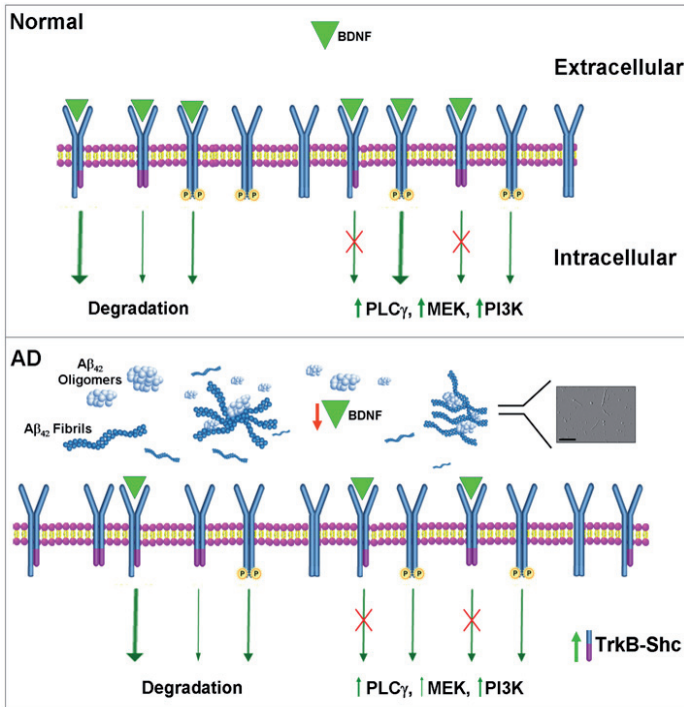 Normal
BDNF
Extracellular
P P
P P
P P
P P
Intracellular
Degradation
PLCγ, MEK, PI3K
AD
Aβ42
Oligomers
BDNF
Aβ42 Fibrils
P P
P P
P P
TrkB-Shc
Degradation
PLCγ, MEK, PI3K